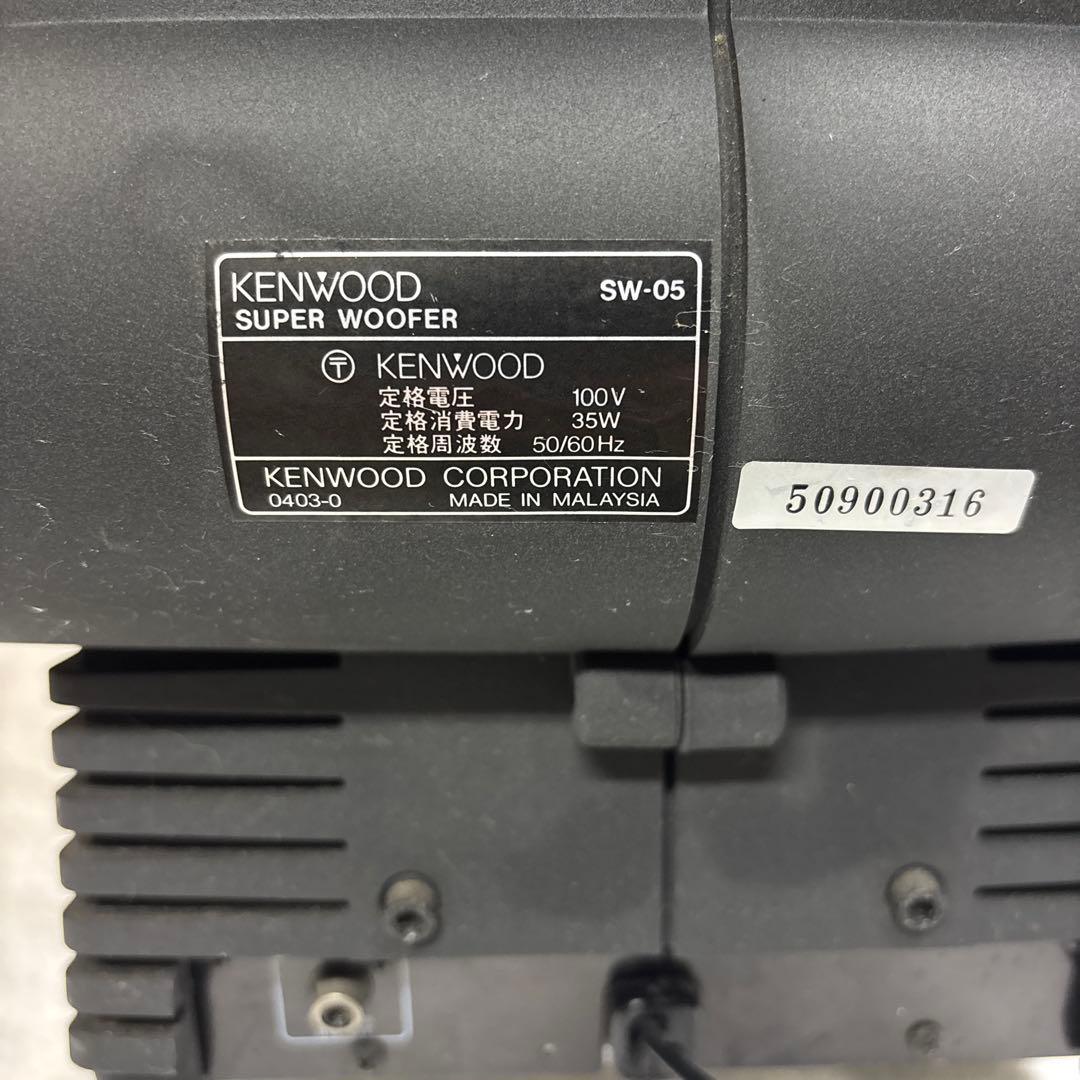 KENWOOD SW-05
SUPER WOOFER
〒 KENWOOD
定格電圧 100V
定格消費電力 35W
定格周波数 50/60Hz
KENWOOD CORPORATION
0403-0 MADE IN MALAYSIA
50900316